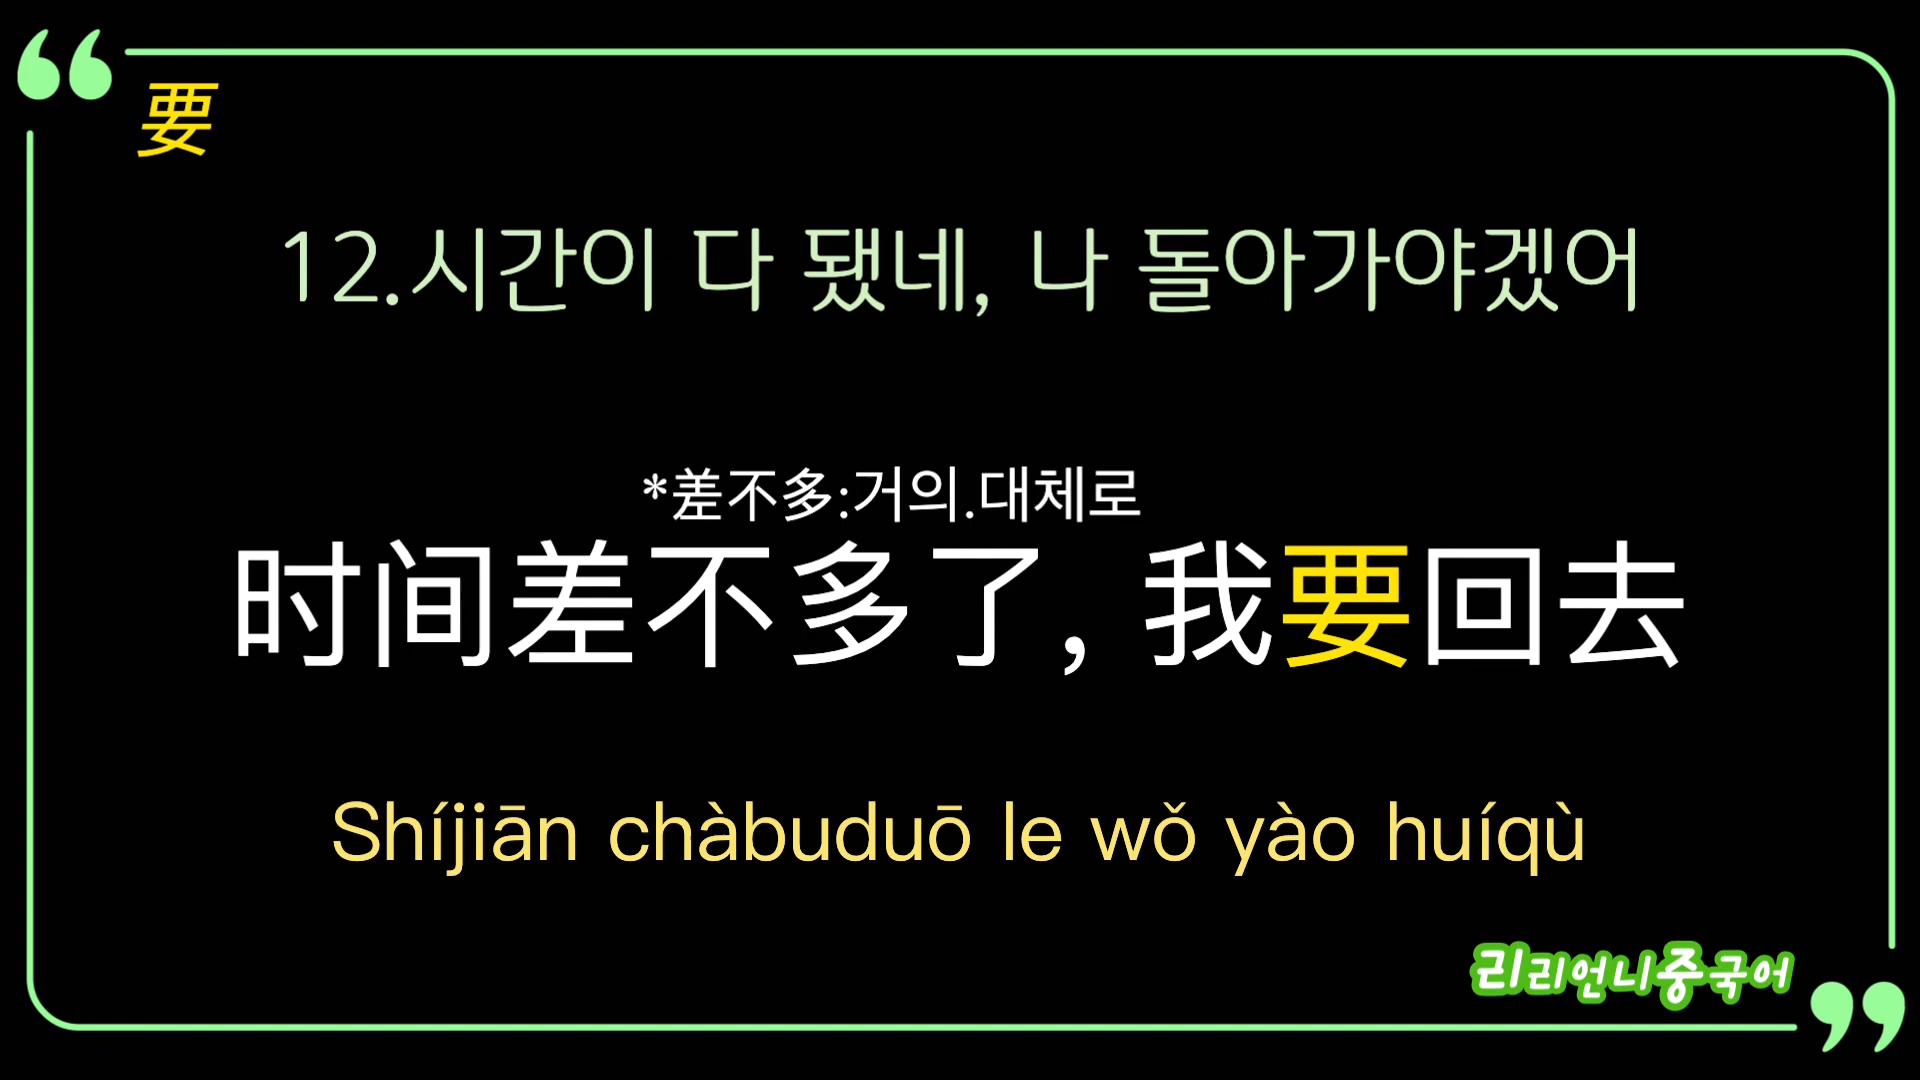 要
12.시간이 다 됐네, 나 돌아가야겠어
*差不多:거의.대체로
时间差不多了, 我要回去
Shíjiān chàbuduō le wǒ yào huíqù
리리언니중국어